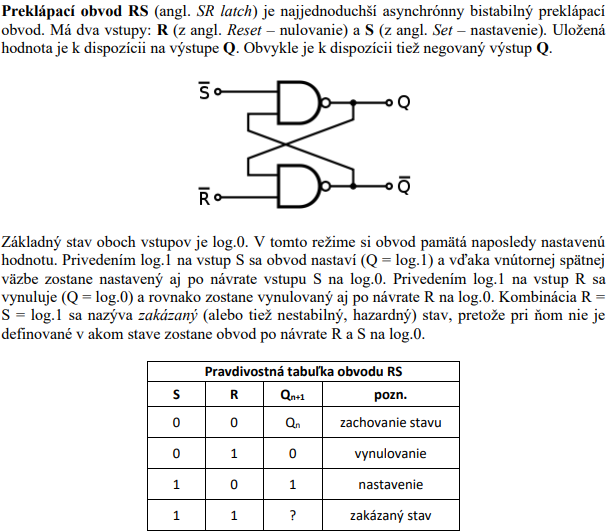 Preklápací obvod RS (angl. SR latch) je najjednoduchší asynchrónny bistabilný preklápací
obvod. Má dva vstupy: R (z angl. Reset – nulovanie) a S (z angl. Set – nastavenie). Uložená
hodnota je k dispozícii na výstupe Q. Obvykle je k dispozícii tiež negovaný výstup Q.
S̅
Q
R̅
Q̅
Základný stav oboch vstupov je log.0. V tomto režime si obvod pamätá naposledy nastavenú
hodnotu. Privedením log.1 na vstup S sa obvod nastaví (Q = log.1) a vďaka vnútornej spätnej
väzbe zostane nastavený aj po návrate vstupu S na log.0. Privedením log.1 na vstup R sa
vynuluje (Q = log.0) a rovnako zostane vynulovaný aj po návrate R na log.0. Kombinácia R =
S = log.1 sa nazýva zakázaný (alebo tiež nestabilný, hazardný) stav, pretože pri ňom nie je
definované v akom stave zostane obvod po návrate R a S na log.0.
Pravdivostná tabuľka obvodu RS
S R Qn+1 pozn.
0 0 Qn zachovanie stavu
0 1 0 vynulovanie
1 0 1 nastavenie
1 1 ? zakázaný stav